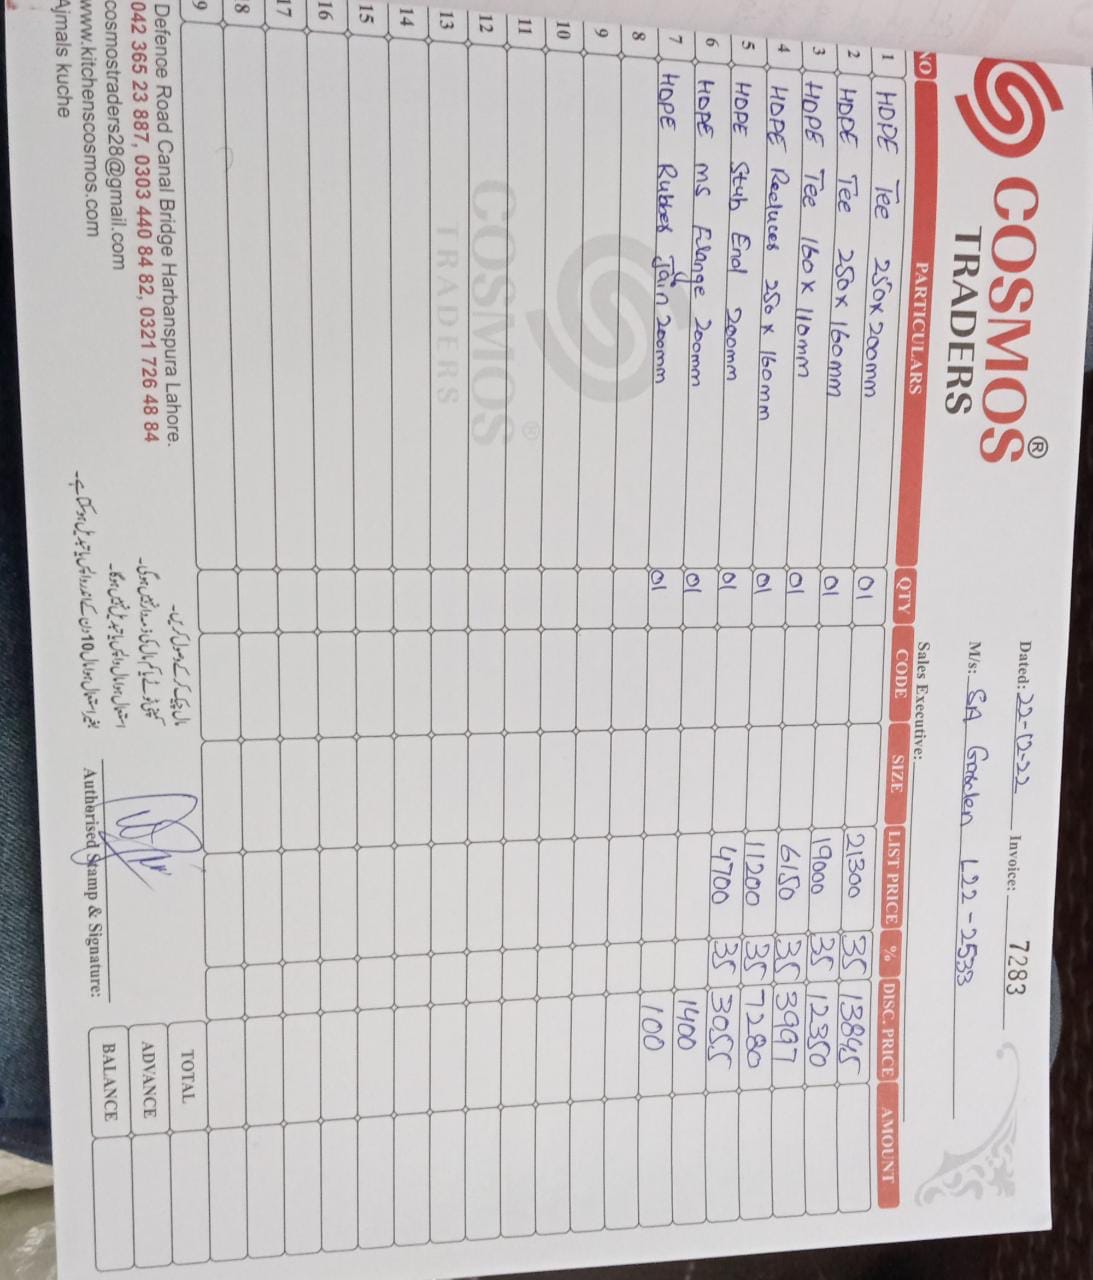 COSMOS®
TRADERS
Dated: 22-12-22 Invoice: 7283
M/s: SA Garden L22-2533
Sales Executive:
NO PARTICULARS QTY CODE SIZE LIST PRICE % DISC. PRICE AMOUNT
1 HDPE Tee 250x200mm 01 21300 35 13845
2 HDPE Tee 250x160mm 01 19000 35 12350
3 HDPE Tee 160x110mm 01 6150 35 3997
4 HDPE Reducer 250x160mm 01 11200 35 7280
5 HDPE Stub End 200mm 01 4700 35 3055
6 HDPE MS Flange 200mm 01 1400
7 HDPE Rubber Jain 200mm 01 100
8
9
10
11
12
13
14
15
16
17
18
9
COSMOS®
TRADERS
TOTAL
ADVANCE
BALANCE
Defence Road Canal Bridge Harbanspura Lahore.
042 365 23 887, 0303 440 84 82, 0321 726 48 84
cosmostraders28@gmail.com
www.kitchenscosmos.com
Ajmals kuche
Authorised Stamp & Signature: